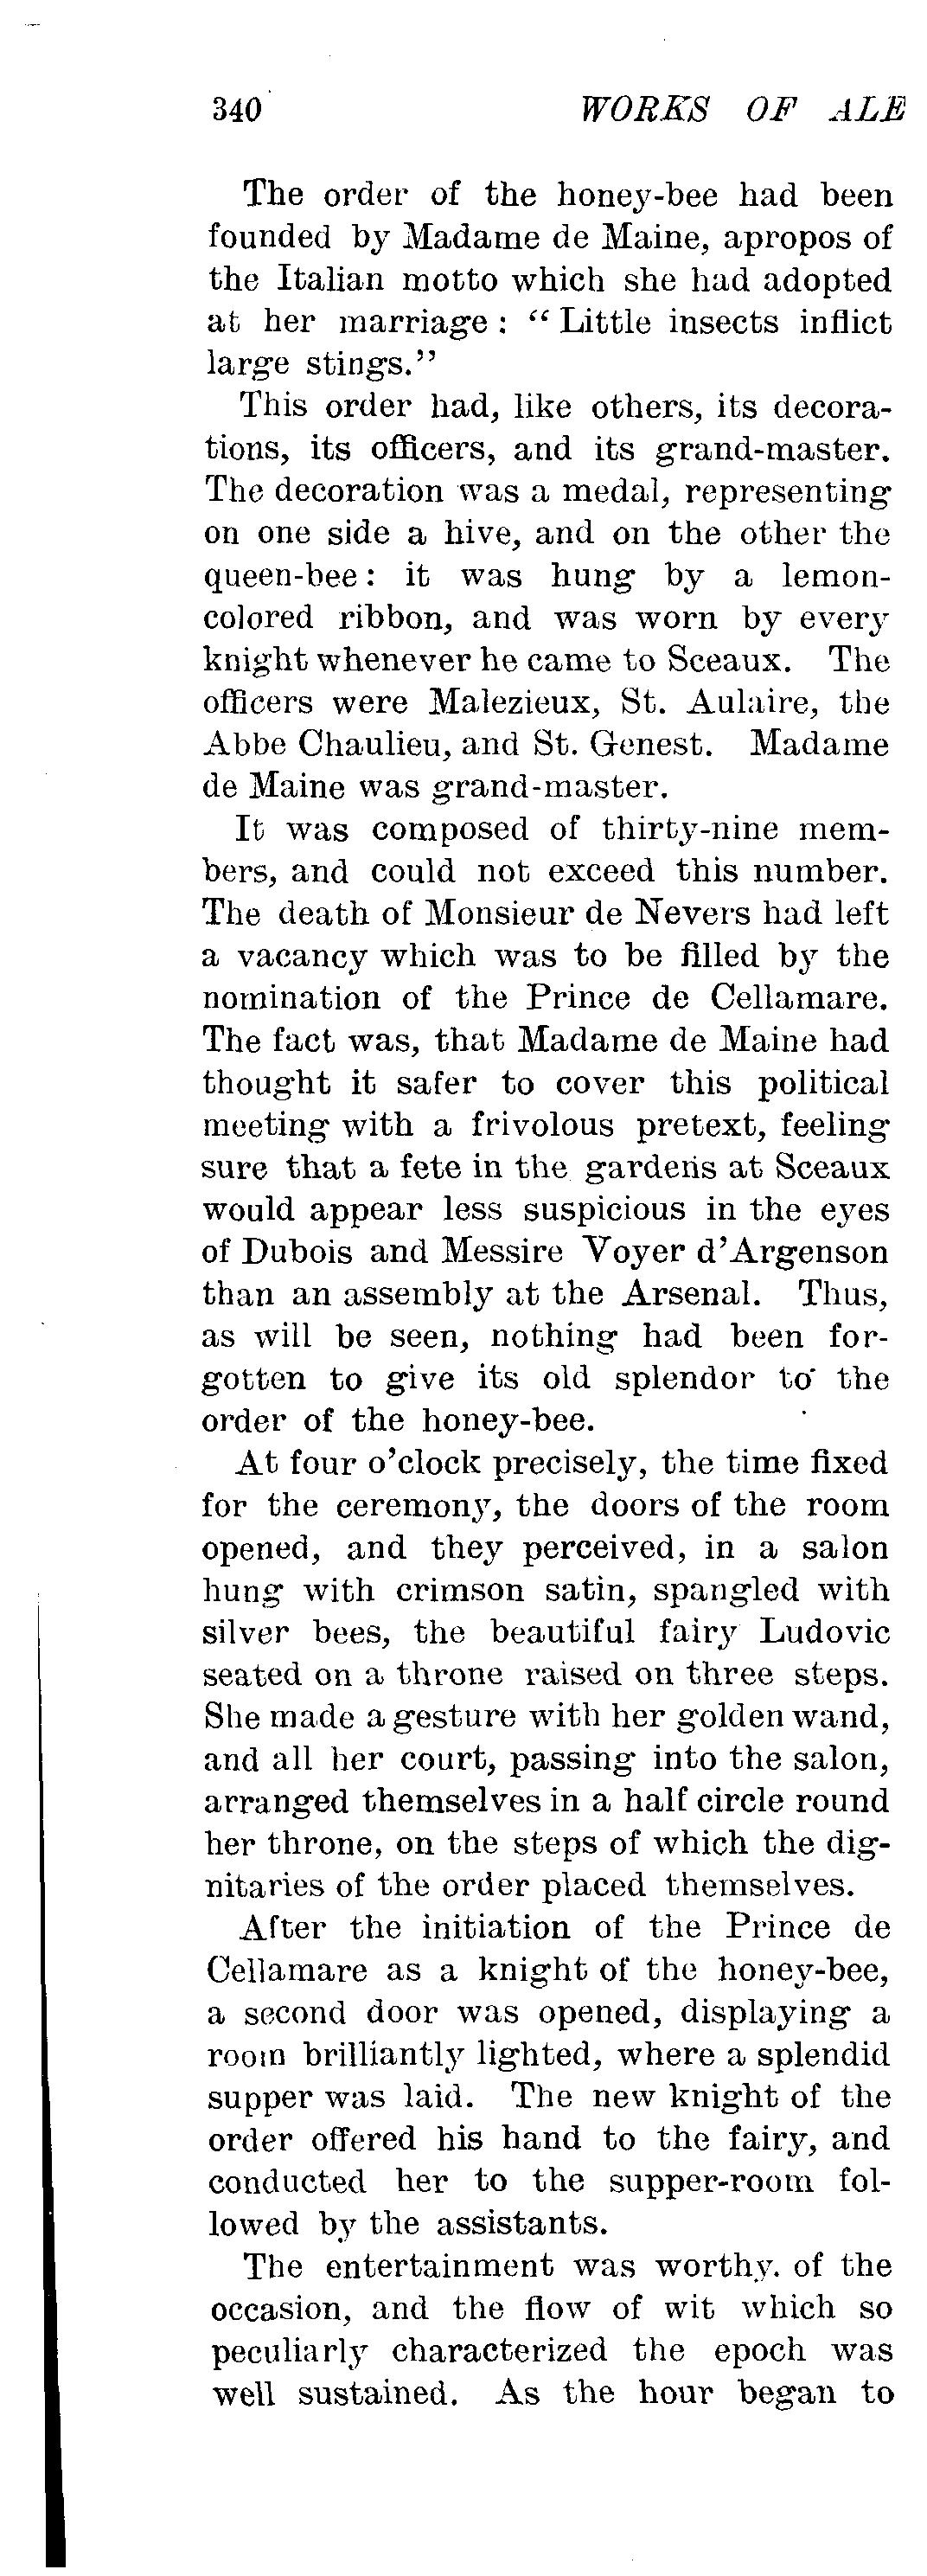 340 WORKS OF ALE
The order of the honey-bee had been
founded by Madame de Maine, apropos of
the Italian motto which she had adopted
at her marriage : “ Little insects inflict
large stings.”
This order had, like others, its decora-
tions, its officers, and its grand-master.
The decoration was a medal, representing
on one side a hive, and on the other the
queen-bee : it was hung by a lemon-
colored ribbon, and was worn by every
knight whenever he came to Sceaux. The
officers were Malezieux, St. Aulaire, the
Abbe Chaulieu, and St. Genest. Madame
de Maine was grand-master.
It was composed of thirty-nine mem-
bers, and could not exceed this number.
The death of Monsieur de Nevers had left
a vacancy which was to be filled by the
nomination of the Prince de Cellamare.
The fact was, that Madame de Maine had
thought it safer to cover this political
meeting with a frivolous pretext, feeling
sure that a fete in the gardens at Sceaux
would appear less suspicious in the eyes
of Dubois and Messire Voyer d’Argenson
than an assembly at the Arsenal. Thus,
as will be seen, nothing had been for-
gotten to give its old splendor to the
order of the honey-bee.
At four o’clock precisely, the time fixed
for the ceremony, the doors of the room
opened, and they perceived, in a salon
hung with crimson satin, spangled with
silver bees, the beautiful fairy Ludovic
seated on a throne raised on three steps.
She made a gesture with her golden wand,
and all her court, passing into the salon,
arranged themselves in a half circle round
her throne, on the steps of which the dig-
nitaries of the order placed themselves.
After the initiation of the Prince de
Cellamare as a knight of the honey-bee,
a second door was opened, displaying a
room brilliantly lighted, where a splendid
supper was laid. The new knight of the
order offered his hand to the fairy, and
conducted her to the supper-room fol-
lowed by the assistants.
The entertainment was worthy. of the
occasion, and the flow of wit which so
peculiarly characterized the epoch was
well sustained. As the hour began to